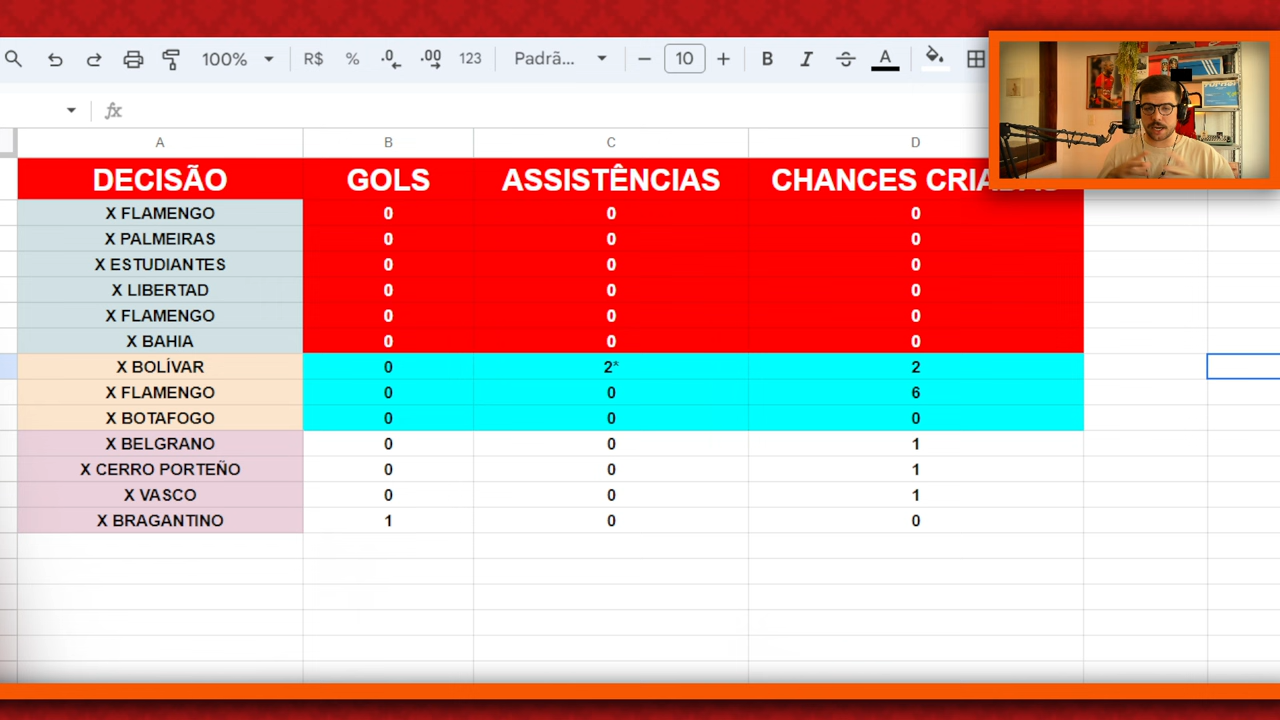 100% R$ % .0 .00 123 Padrã... 10 B I S A
fx
A B C D
DECISÃO GOLS ASSISTÊNCIAS CHANCES
X FLAMENGO 0 0 0
X PALMEIRAS 0 0 0
X ESTUDIANTES 0 0 0
X LIBERTAD 0 0 0
X FLAMENGO 0 0 0
X BAHIA 0 0 0
X BOLÍVAR 0 2* 2
X FLAMENGO 0 0 6
X BOTAFOGO 0 0 0
X BELGRANO 0 0 1
X CERRO PORTEÑO 0 0 1
X VASCO 0 0 1
X BRAGANTINO 1 0 0